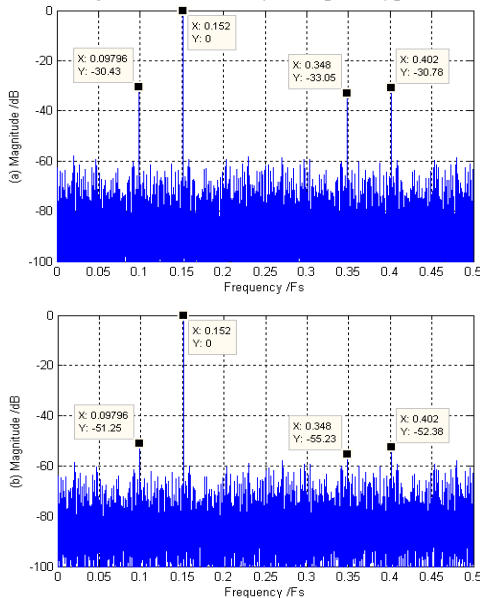 0
X: 0.152
Y: 0
X: 0.09796
Y: -30.43
X: 0.348
Y: -33.05
X: 0.402
Y: -30.78
-20
-40
-60
-80
-100
(a) Magnitude /dB
0 0.05 0.1 0.15 0.2 0.25 0.3 0.35 0.4 0.45 0.5
Frequency /Fs
0
X: 0.152
Y: 0
X: 0.09796
Y: -51.25
X: 0.348
Y: -55.23
X: 0.402
Y: -52.38
-20
-40
-60
-80
-100
(b) Magnitude /dB
0 0.05 0.1 0.15 0.2 0.25 0.3 0.35 0.4 0.45 0.5
Frequency /Fs